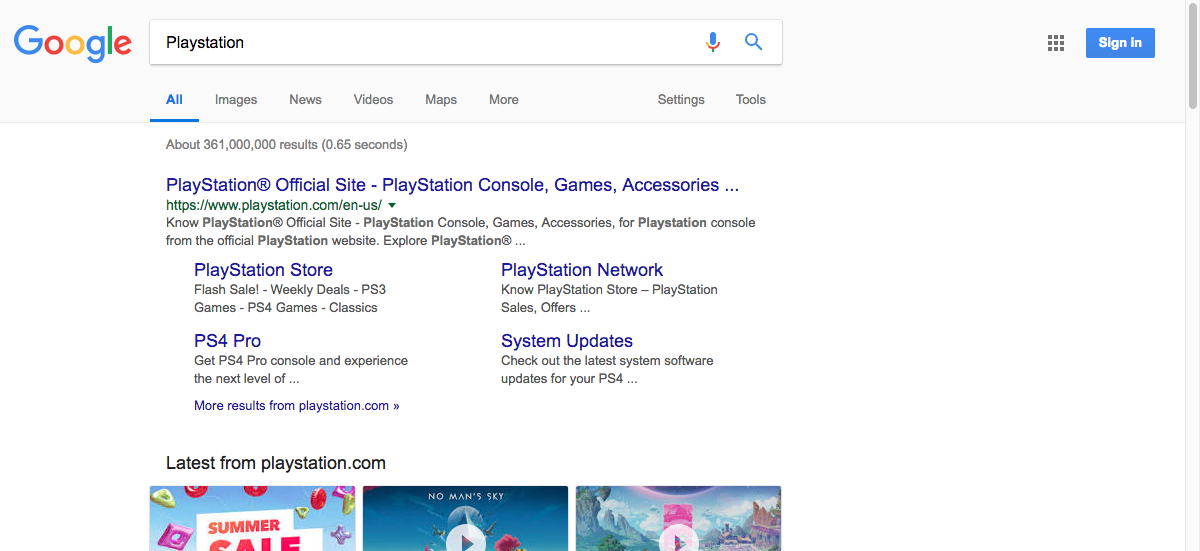 Google
Playstation
Sign in
All Images News Videos Maps More Settings Tools
About 361,000,000 results (0.65 seconds)
PlayStation® Official Site - PlayStation Console, Games, Accessories ...
https://www.playstation.com/en-us/
Know PlayStation® Official Site - PlayStation Console, Games, Accessories, for Playstation console
from the official PlayStation website. Explore PlayStation® ...
PlayStation Store
Flash Sale! - Weekly Deals - PS3
Games - PS4 Games - Classics
PlayStation Network
Know PlayStation Store – PlayStation
Sales, Offers ...
PS4 Pro
Get PS4 Pro console and experience
the next level of ...
System Updates
Check out the latest system software
updates for your PS4 ...
More results from playstation.com »
Latest from playstation.com
SUMMER
SALE
NO MAN'S SKY